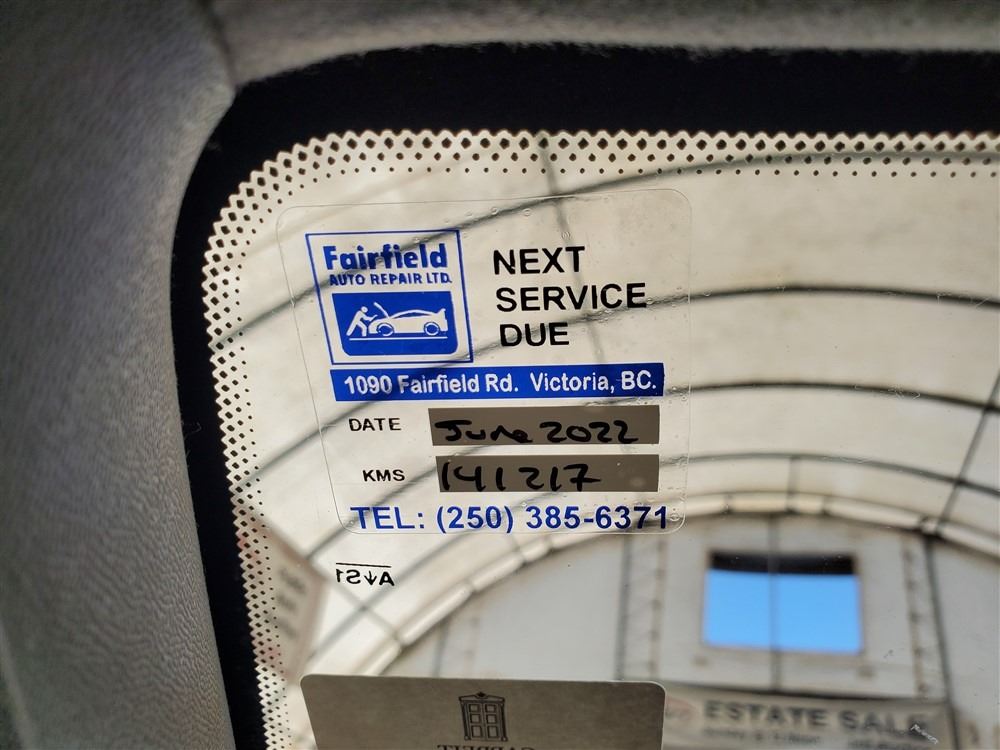 Fairfield
AUTO REPAIR LTD.
NEXT
SERVICE
DUE
1090 Fairfield Rd. Victoria, BC.
DATE June 2022
KMS 141217
TEL: (250) 385-6371
AS1
ESTATE SALE